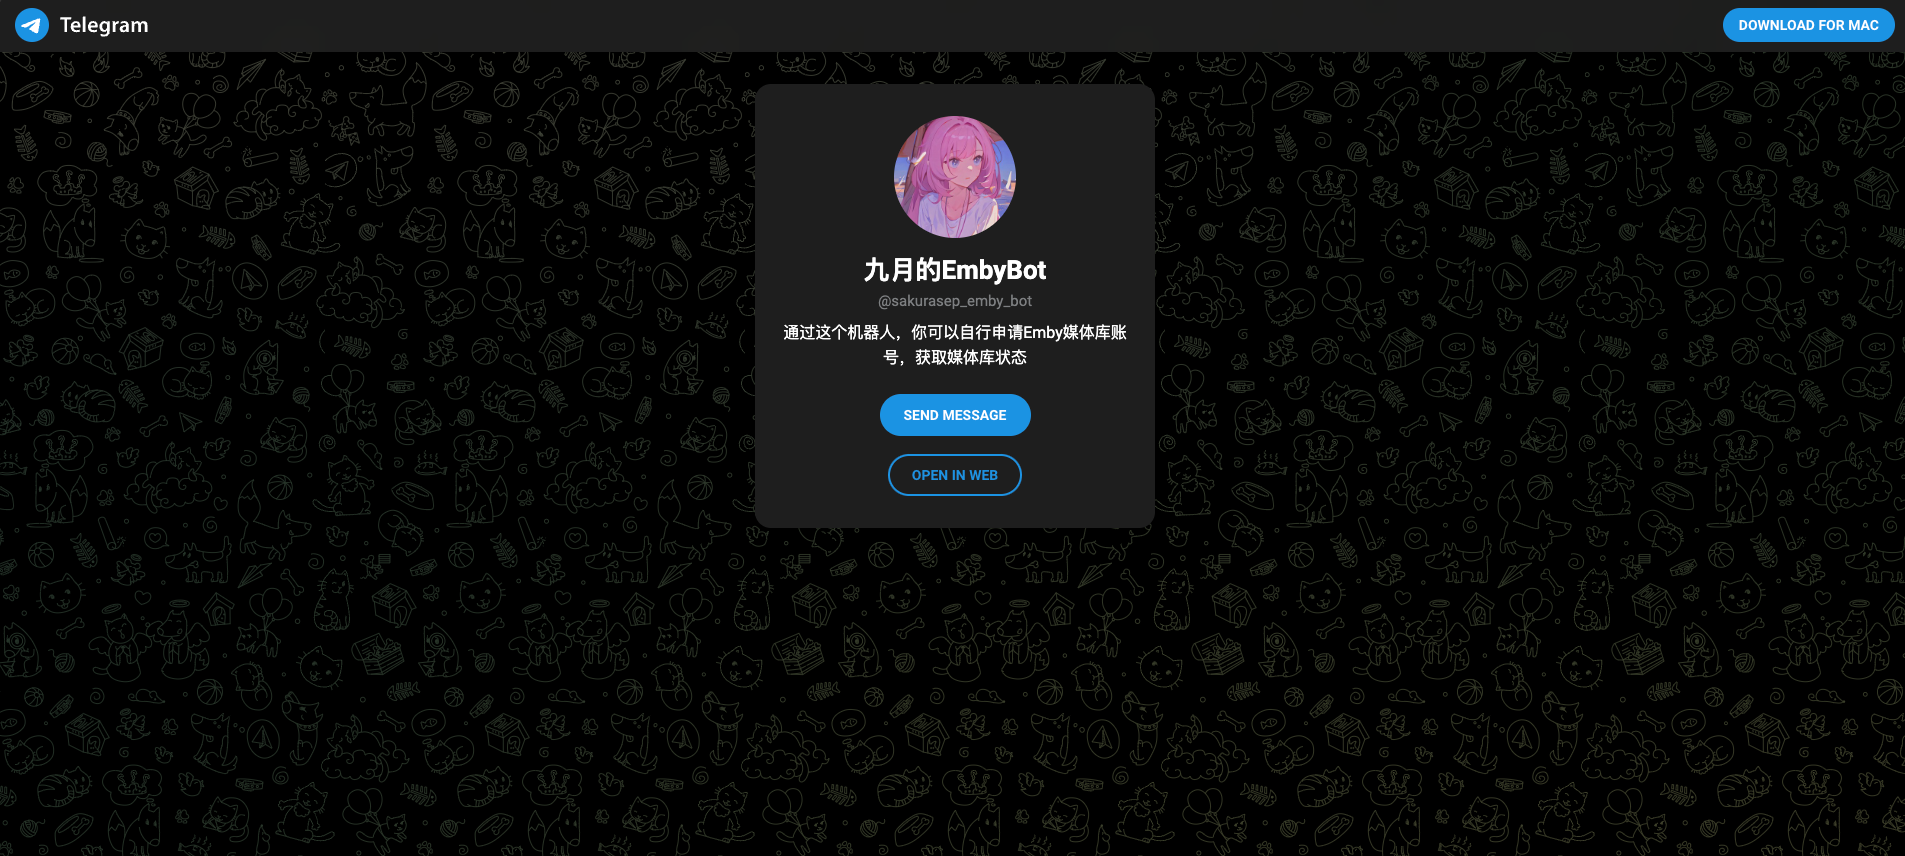 Telegram
DOWNLOAD FOR MAC
九月的EmbyBot
@sakurasep_emby_bot
通过这个机器人，你可以自行申请Emby媒体库账
号，获取媒体库状态
SEND MESSAGE
OPEN IN WEB